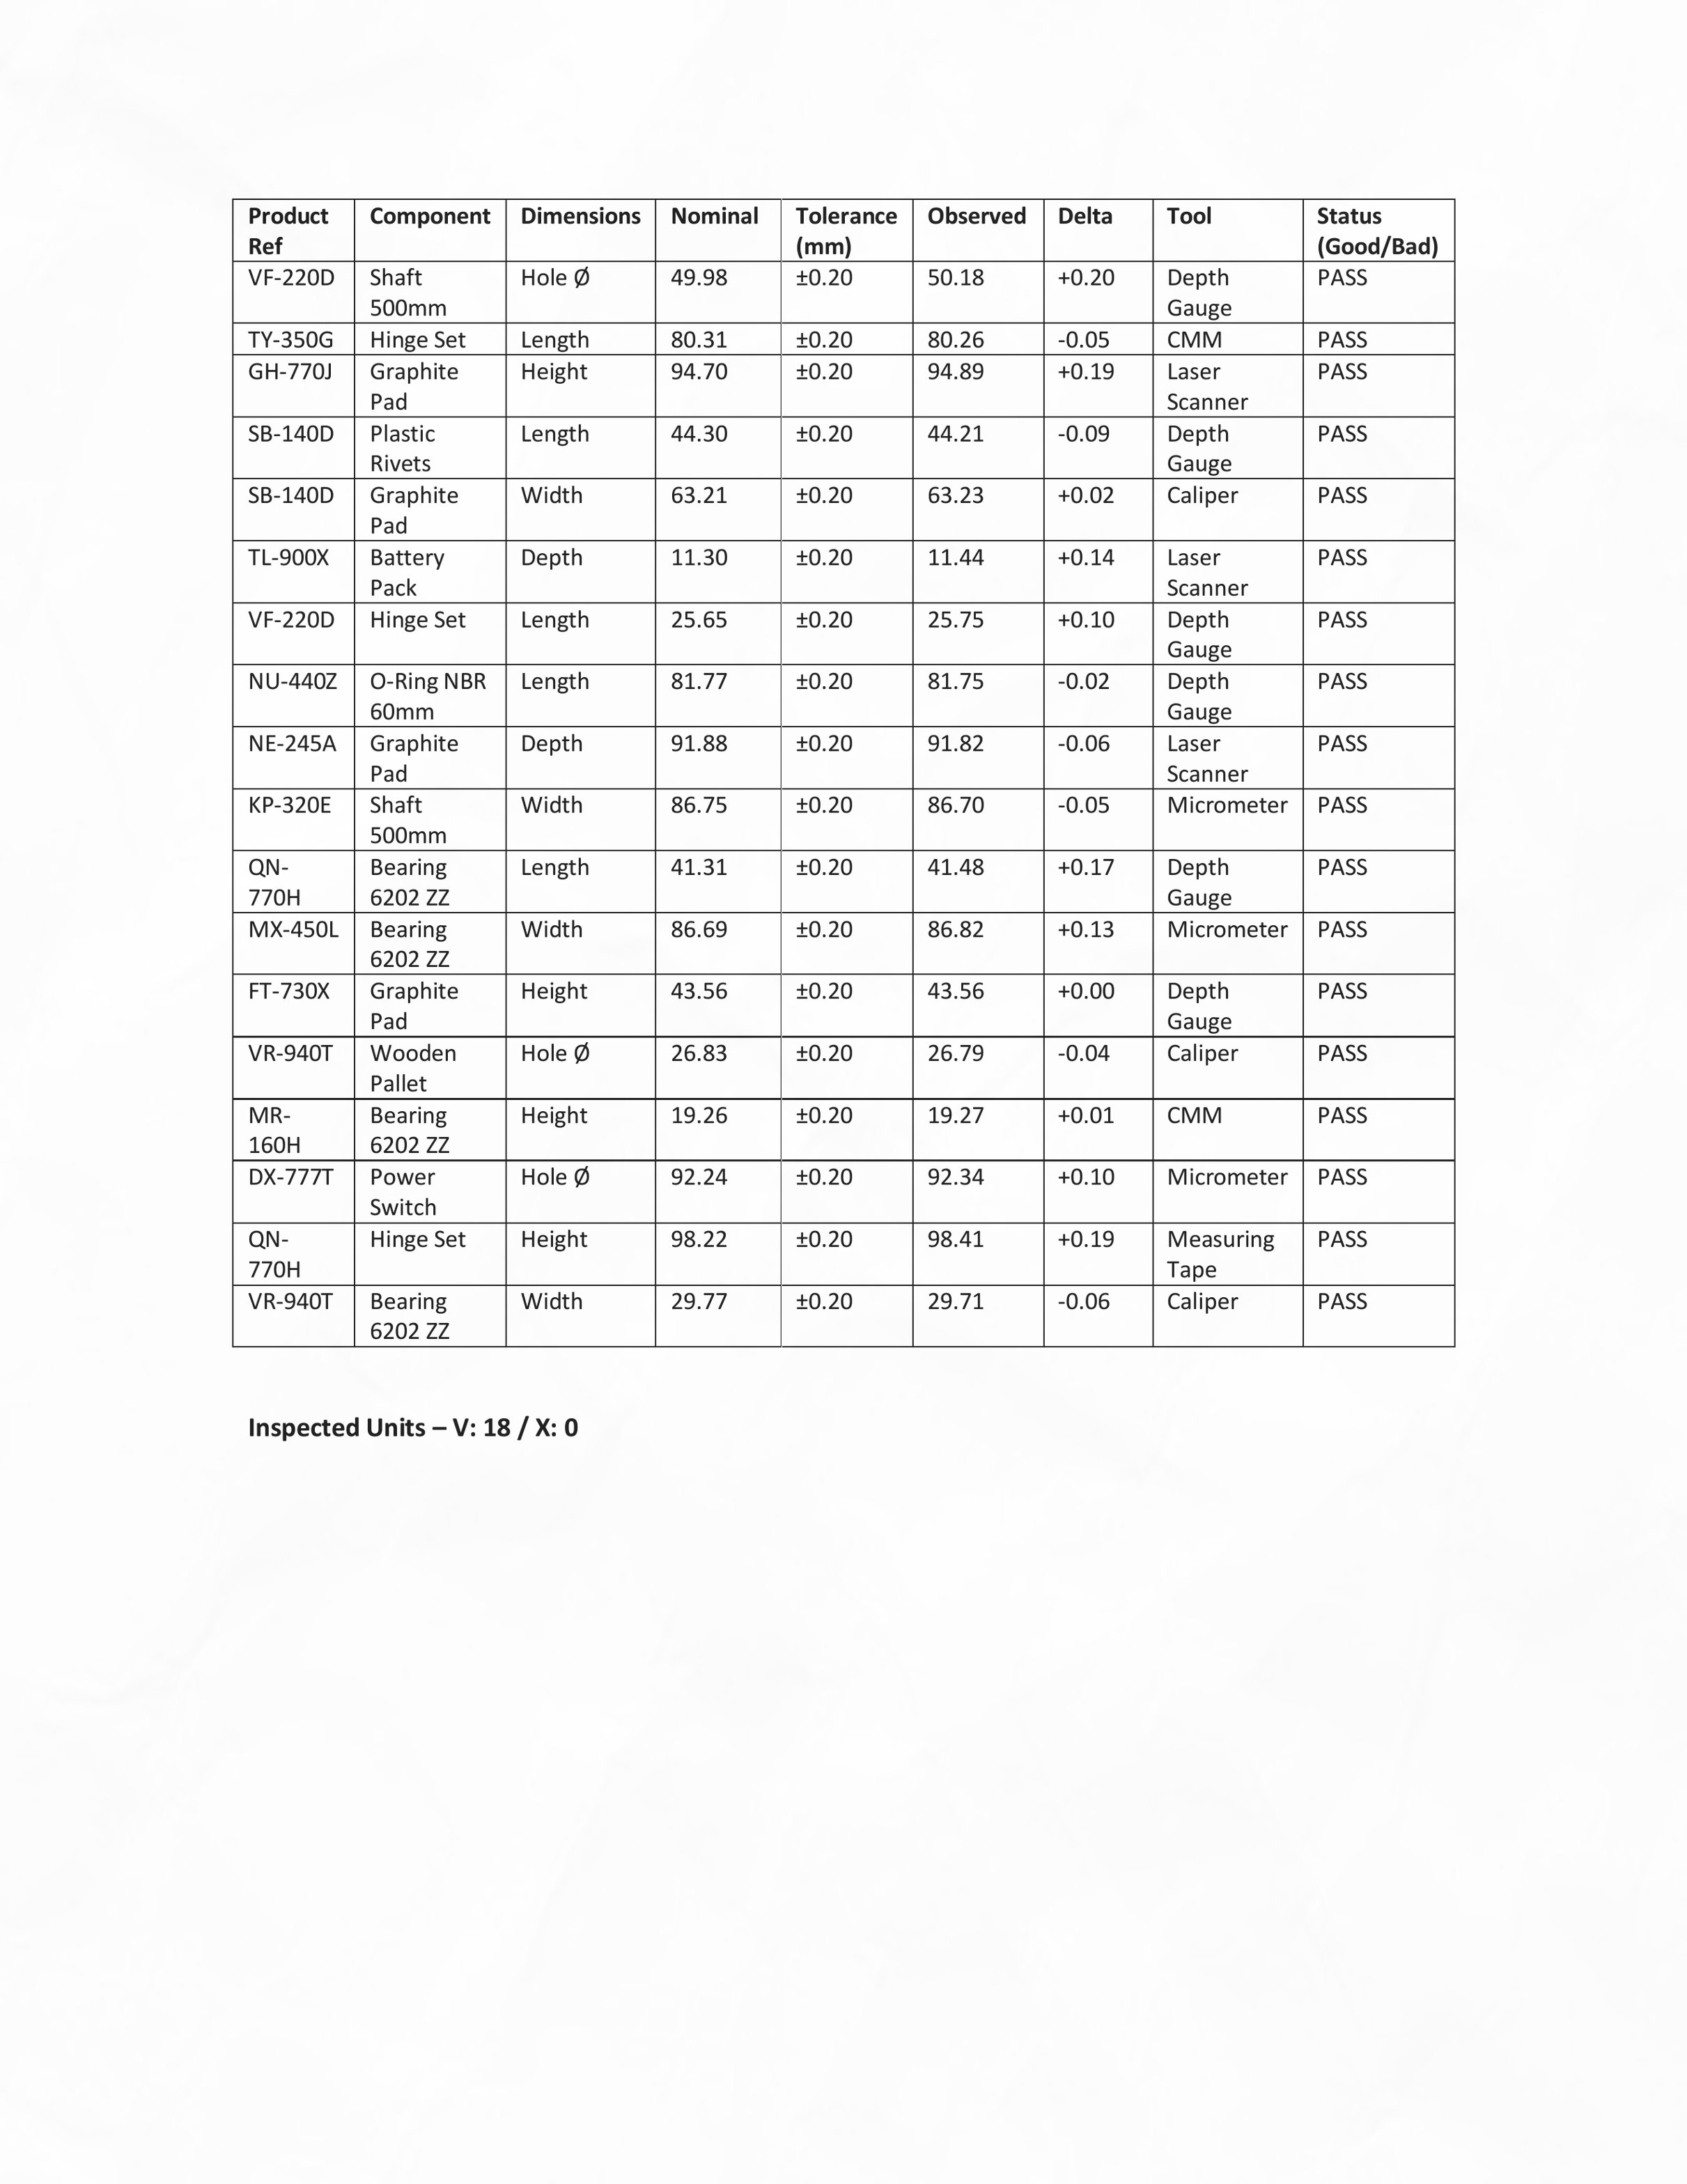 Product Ref Component Dimensions Nominal Tolerance (mm) Observed Delta Tool Status (Good/Bad)
VF-220D Shaft 500mm Hole Ø 49.98 ±0.20 50.18 +0.20 Depth Gauge PASS
TY-350G Hinge Set Length 80.31 ±0.20 80.26 -0.05 CMM PASS
GH-770J Graphite Pad Height 94.70 ±0.20 94.89 +0.19 Laser Scanner PASS
SB-140D Plastic Rivets Length 44.30 ±0.20 44.21 -0.09 Depth Gauge PASS
SB-140D Graphite Pad Width 63.21 ±0.20 63.23 +0.02 Caliper PASS
TL-900X Battery Pack Depth 11.30 ±0.20 11.44 +0.14 Laser Scanner PASS
VF-220D Hinge Set Length 25.65 ±0.20 25.75 +0.10 Depth Gauge PASS
NU-440Z O-Ring NBR 60mm Length 81.77 ±0.20 81.75 -0.02 Depth Gauge PASS
NE-245A Graphite Pad Depth 91.88 ±0.20 91.82 -0.06 Laser Scanner PASS
KP-320E Shaft 500mm Width 86.75 ±0.20 86.70 -0.05 Micrometer PASS
QN-770H Bearing 6202 ZZ Length 41.31 ±0.20 41.48 +0.17 Depth Gauge PASS
MX-450L Bearing 6202 ZZ Width 86.69 ±0.20 86.82 +0.13 Micrometer PASS
FT-730X Graphite Pad Height 43.56 ±0.20 43.56 +0.00 Depth Gauge PASS
VR-940T Wooden Pallet Hole Ø 26.83 ±0.20 26.79 -0.04 Caliper PASS
MR-160H Bearing 6202 ZZ Height 19.26 ±0.20 19.27 +0.01 CMM PASS
DX-777T Power Switch Hole Ø 92.24 ±0.20 92.34 +0.10 Micrometer PASS
QN-770H Hinge Set Height 98.22 ±0.20 98.41 +0.19 Measuring Tape PASS
VR-940T Bearing 6202 ZZ Width 29.77 ±0.20 29.71 -0.06 Caliper PASS
Inspected Units – V: 18 / X: 0